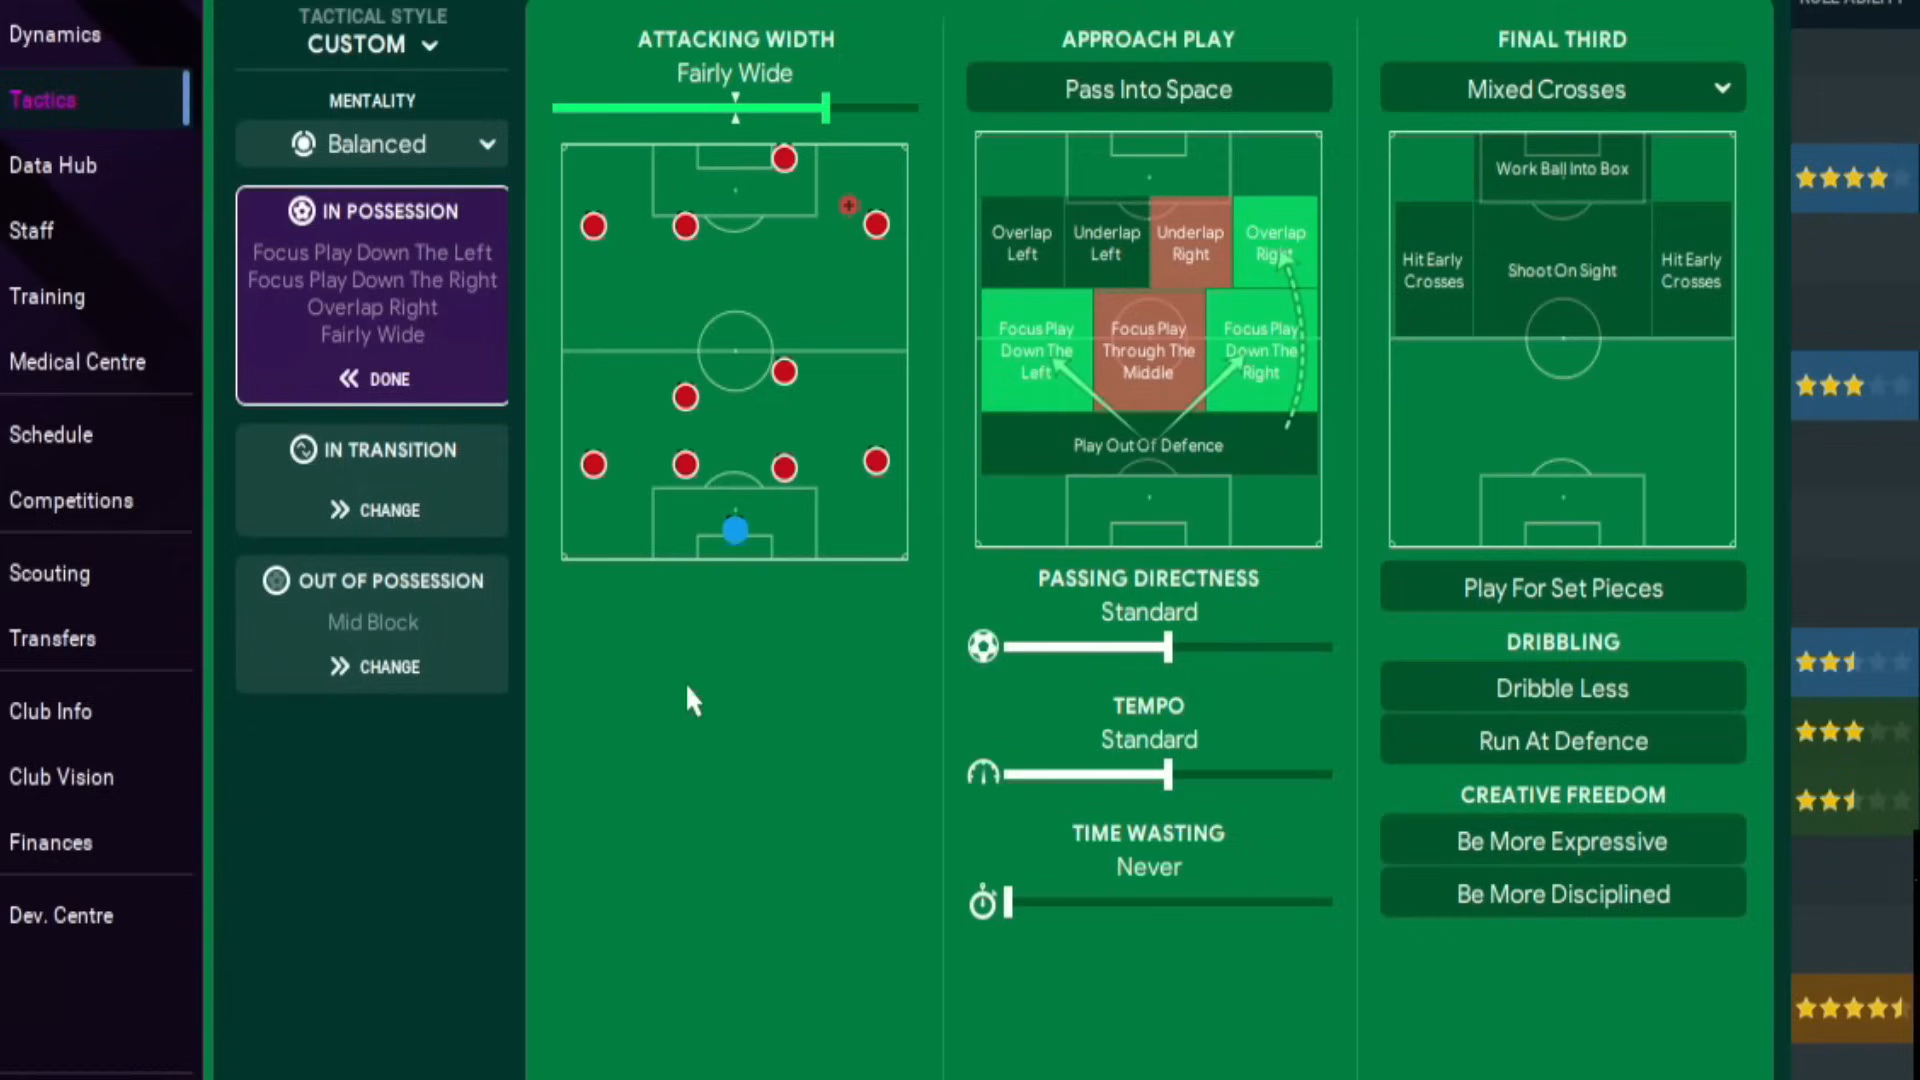 Dynamics
Tactics
Data Hub
Staff
Training
Medical Centre
Schedule
Competitions
Scouting
Transfers
Club Info
Club Vision
Finances
Dev. Centre
TACTICAL STYLE
CUSTOM
MENTALITY
Balanced
IN POSSESSION
Focus Play Down The Left
Focus Play Down The Right
Overlap Right
Fairly Wide
DONE
IN TRANSITION
CHANGE
OUT OF POSSESSION
Mid Block
CHANGE
ATTACKING WIDTH
Fairly Wide
APPROACH PLAY
Pass Into Space
Overlap
Left
Underlap
Left
Underlap
Right
Overlap
Right
Focus Play
Down The
Left
Focus Play
Through The
Middle
Focus Play
Down The
Right
Play Out Of Defence
PASSING DIRECTNESS
Standard
TEMPO
Standard
TIME WASTING
Never
FINAL THIRD
Mixed Crosses
Work Ball Into Box
Hit Early
Crosses
Shoot On Sight
Hit Early
Crosses
Play For Set Pieces
DRIBBLING
Dribble Less
Run At Defence
CREATIVE FREEDOM
Be More Expressive
Be More Disciplined